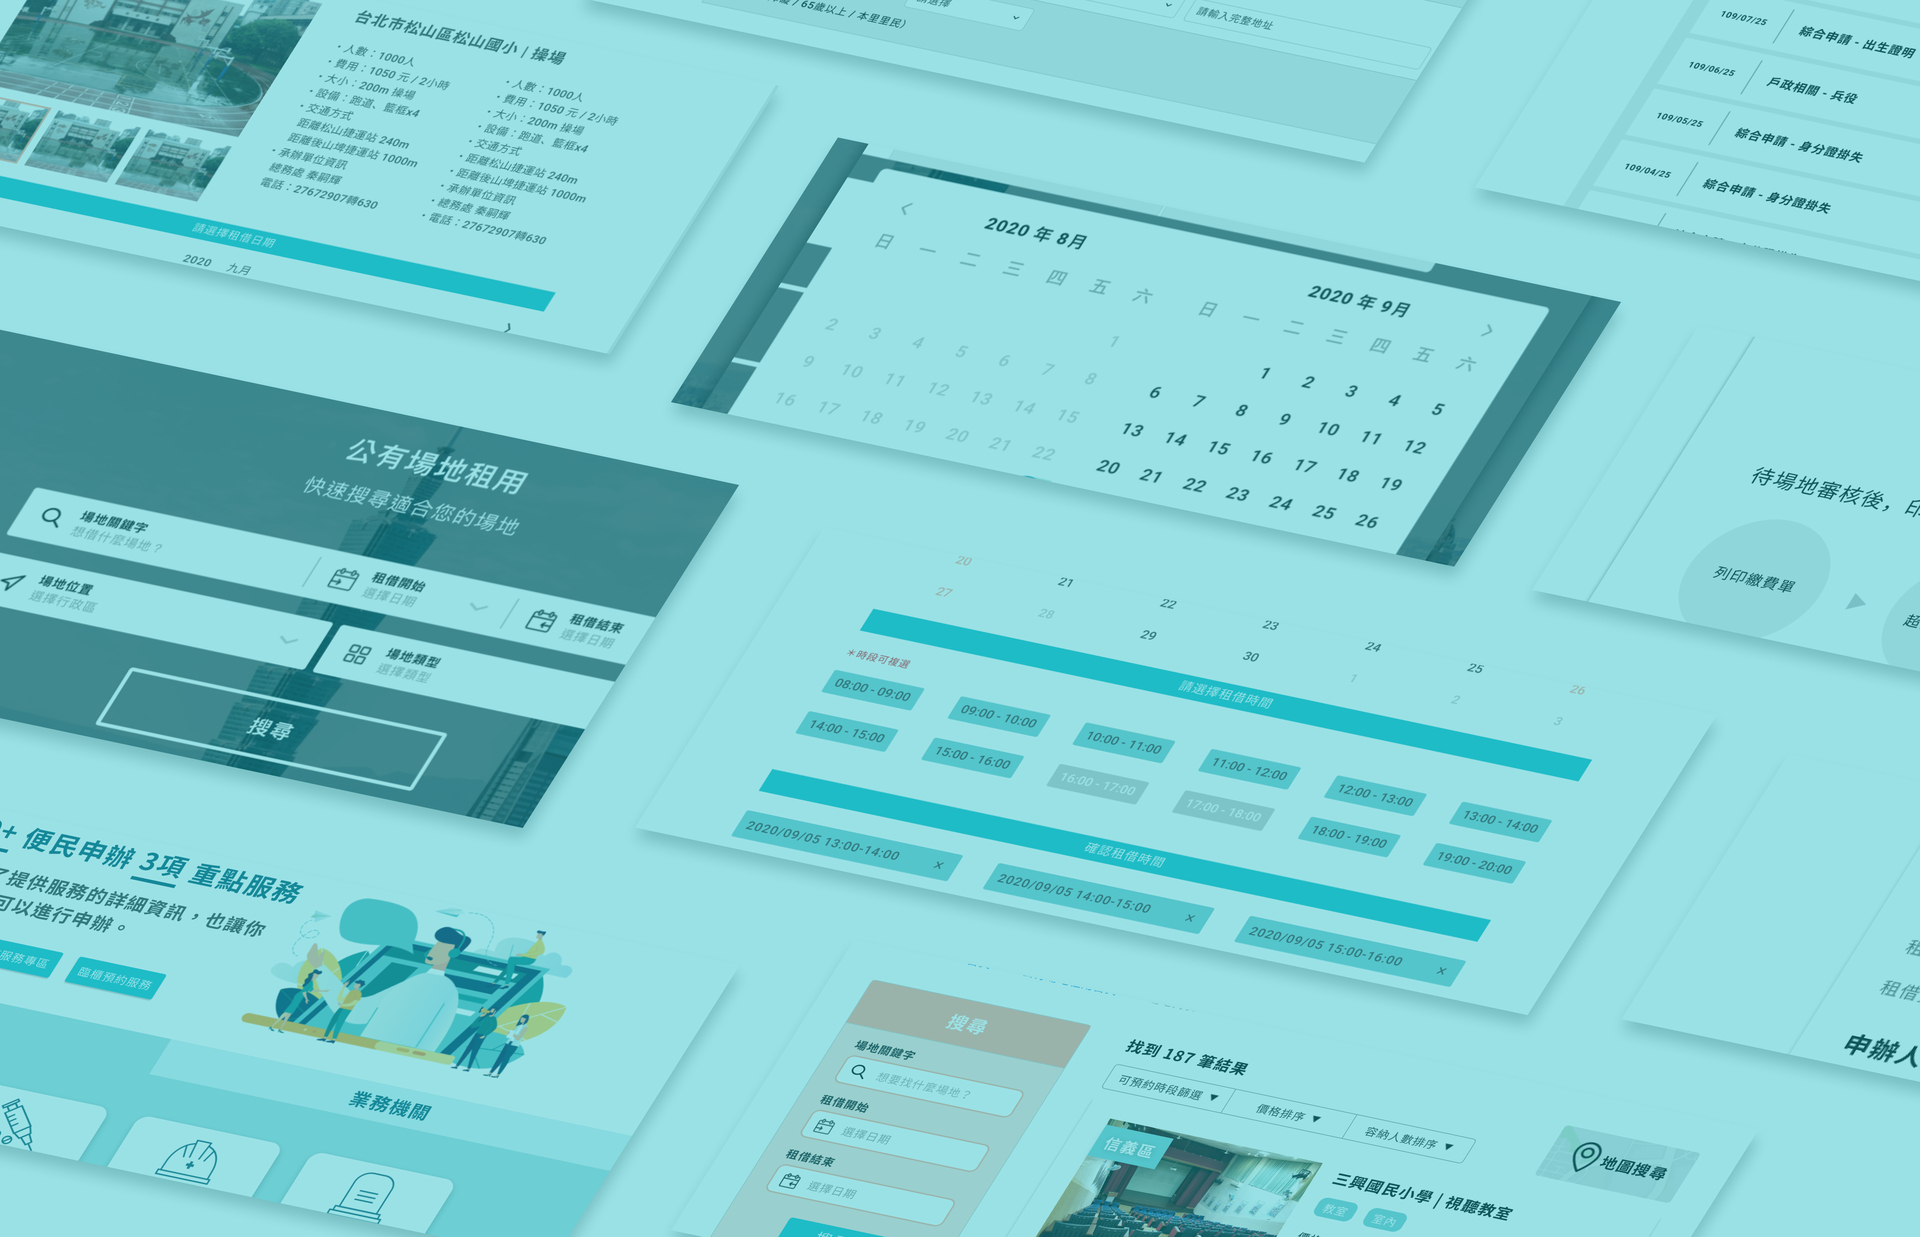 台北市松山區松山國小 | 操場
・人數：1000人
・費用：1050 元 / 2小時
・大小：200m 操場
・設備：跑道、籃框x4
・交通方式
距離松山捷運站 240m
距離後山埤捷運站 1000m
・承辦單位資訊
總務處 秦嗣輝
電話：27672907轉630
・人數：1000人
・費用：1050 元 / 2小時
・大小：200m 操場
・設備：跑道、籃框x4
・交通方式
・距離松山捷運站 240m
・距離後山埤捷運站 1000m
・承辦單位資訊
・總務處 秦嗣輝
・電話：27672907轉630
請選擇租借日期
2020 九月
/ 65歲以上 / 本里里民）
請選擇
請輸入完整地址
109/07/25 綜合申請 - 出生證明
109/06/25 戶政相關 - 兵役
109/05/25 綜合申請 - 身分證掛失
109/04/25 綜合申請 - 身分證掛失
2020 年 8月
日 一 二 三 四 五 六
1
2 3 4 5 6 7 8
9 10 11 12 13 14 15
16 17 18 19 20 21 22
2020 年 9月
日 一 二 三 四 五 六
1 2 3 4 5
6 7 8 9 10 11 12
13 14 15 16 17 18 19
20 21 22 23 24 25 26
公有場地租用
快速搜尋適合您的場地
場地關鍵字
想借什麼場地？
租借開始
選擇日期
租借結束
選擇日期
場地位置
選擇行政區
場地類型
選擇類型
搜尋
待場地審核後，印
列印繳費單
超
20 21 22 23 24 25 26
27 28 29 30 1 2 3
請選擇租借時間
＊時段可複選
08:00 - 09:00
09:00 - 10:00
10:00 - 11:00
11:00 - 12:00
12:00 - 13:00
13:00 - 14:00
14:00 - 15:00
15:00 - 16:00
16:00 - 17:00
17:00 - 18:00
18:00 - 19:00
19:00 - 20:00
確認租借時間
2020/09/05 13:00-14:00 ×
2020/09/05 14:00-15:00 ×
2020/09/05 15:00-16:00 ×
+ 便民申辦 3項 重點服務
了提供服務的詳細資訊，也讓你
可以進行申辦。
服務專區
臨櫃預約服務
業務機關
搜尋
場地關鍵字
想要找什麼場地？
租借開始
選擇日期
租借結束
選擇日期
找到 187 筆結果
可預約時段篩選 ▼
價格排序 ▼
容納人數排序 ▼
地圖搜尋
信義區
三興國民小學 | 視聽教室
教室
室內
租
租借
申辦人